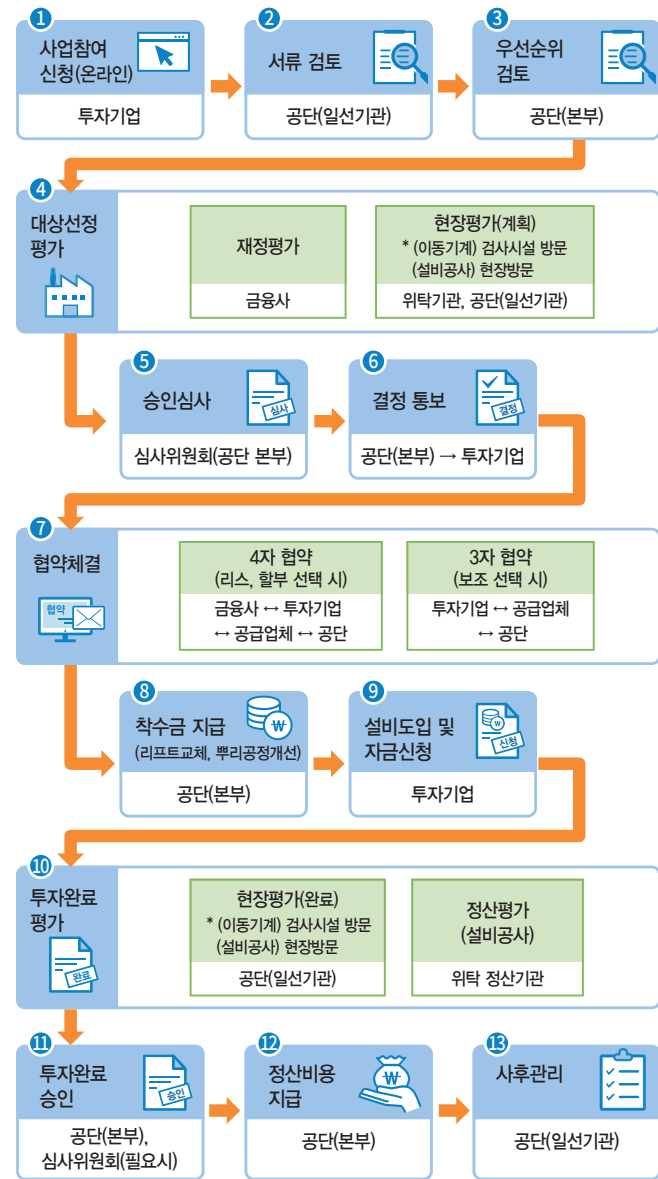 1
사업참여
신청(온라인)
투자기업
2
서류 검토
공단(일선기관)
3
우선순위
검토
공단(본부)
4
대상선정
평가
재정평가
금융사
현장평가(계획)
* (이동기계) 검사시설 방문
(설비공사) 현장방문
위탁기관, 공단(일선기관)
5
승인심사
심사
심사위원회(공단 본부)
6
결정 통보
결정
공단(본부) → 투자기업
7
협약체결
협약
4자 협약
(리스, 할부 선택 시)
금융사 ↔ 투자기업
↔ 공급업체 ↔ 공단
3자 협약
(보조 선택 시)
투자기업 ↔ 공급업체
↔ 공단
8
착수금 지급
(리프트교체, 뿌리공정개선)
₩
공단(본부)
9
설비도입 및
자금신청
₩
신청
투자기업
10
투자완료
평가
완료
현장평가(완료)
* (이동기계) 검사시설 방문
(설비공사) 현장방문
공단(일선기관)
정산평가
(설비공사)
위탁 정산기관
11
투자완료
승인
승인
공단(본부),
심사위원회(필요시)
12
정산비용
지급
₩
공단(본부)
13
사후관리
공단(일선기관)